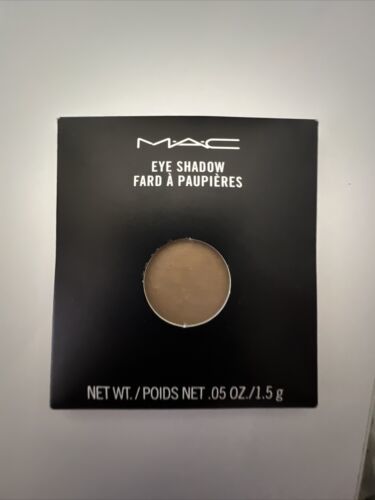 M·A·C
EYE SHADOW
FARD À PAUPIÈRES
NET WT. / POIDS NET .05 OZ./1.5 g